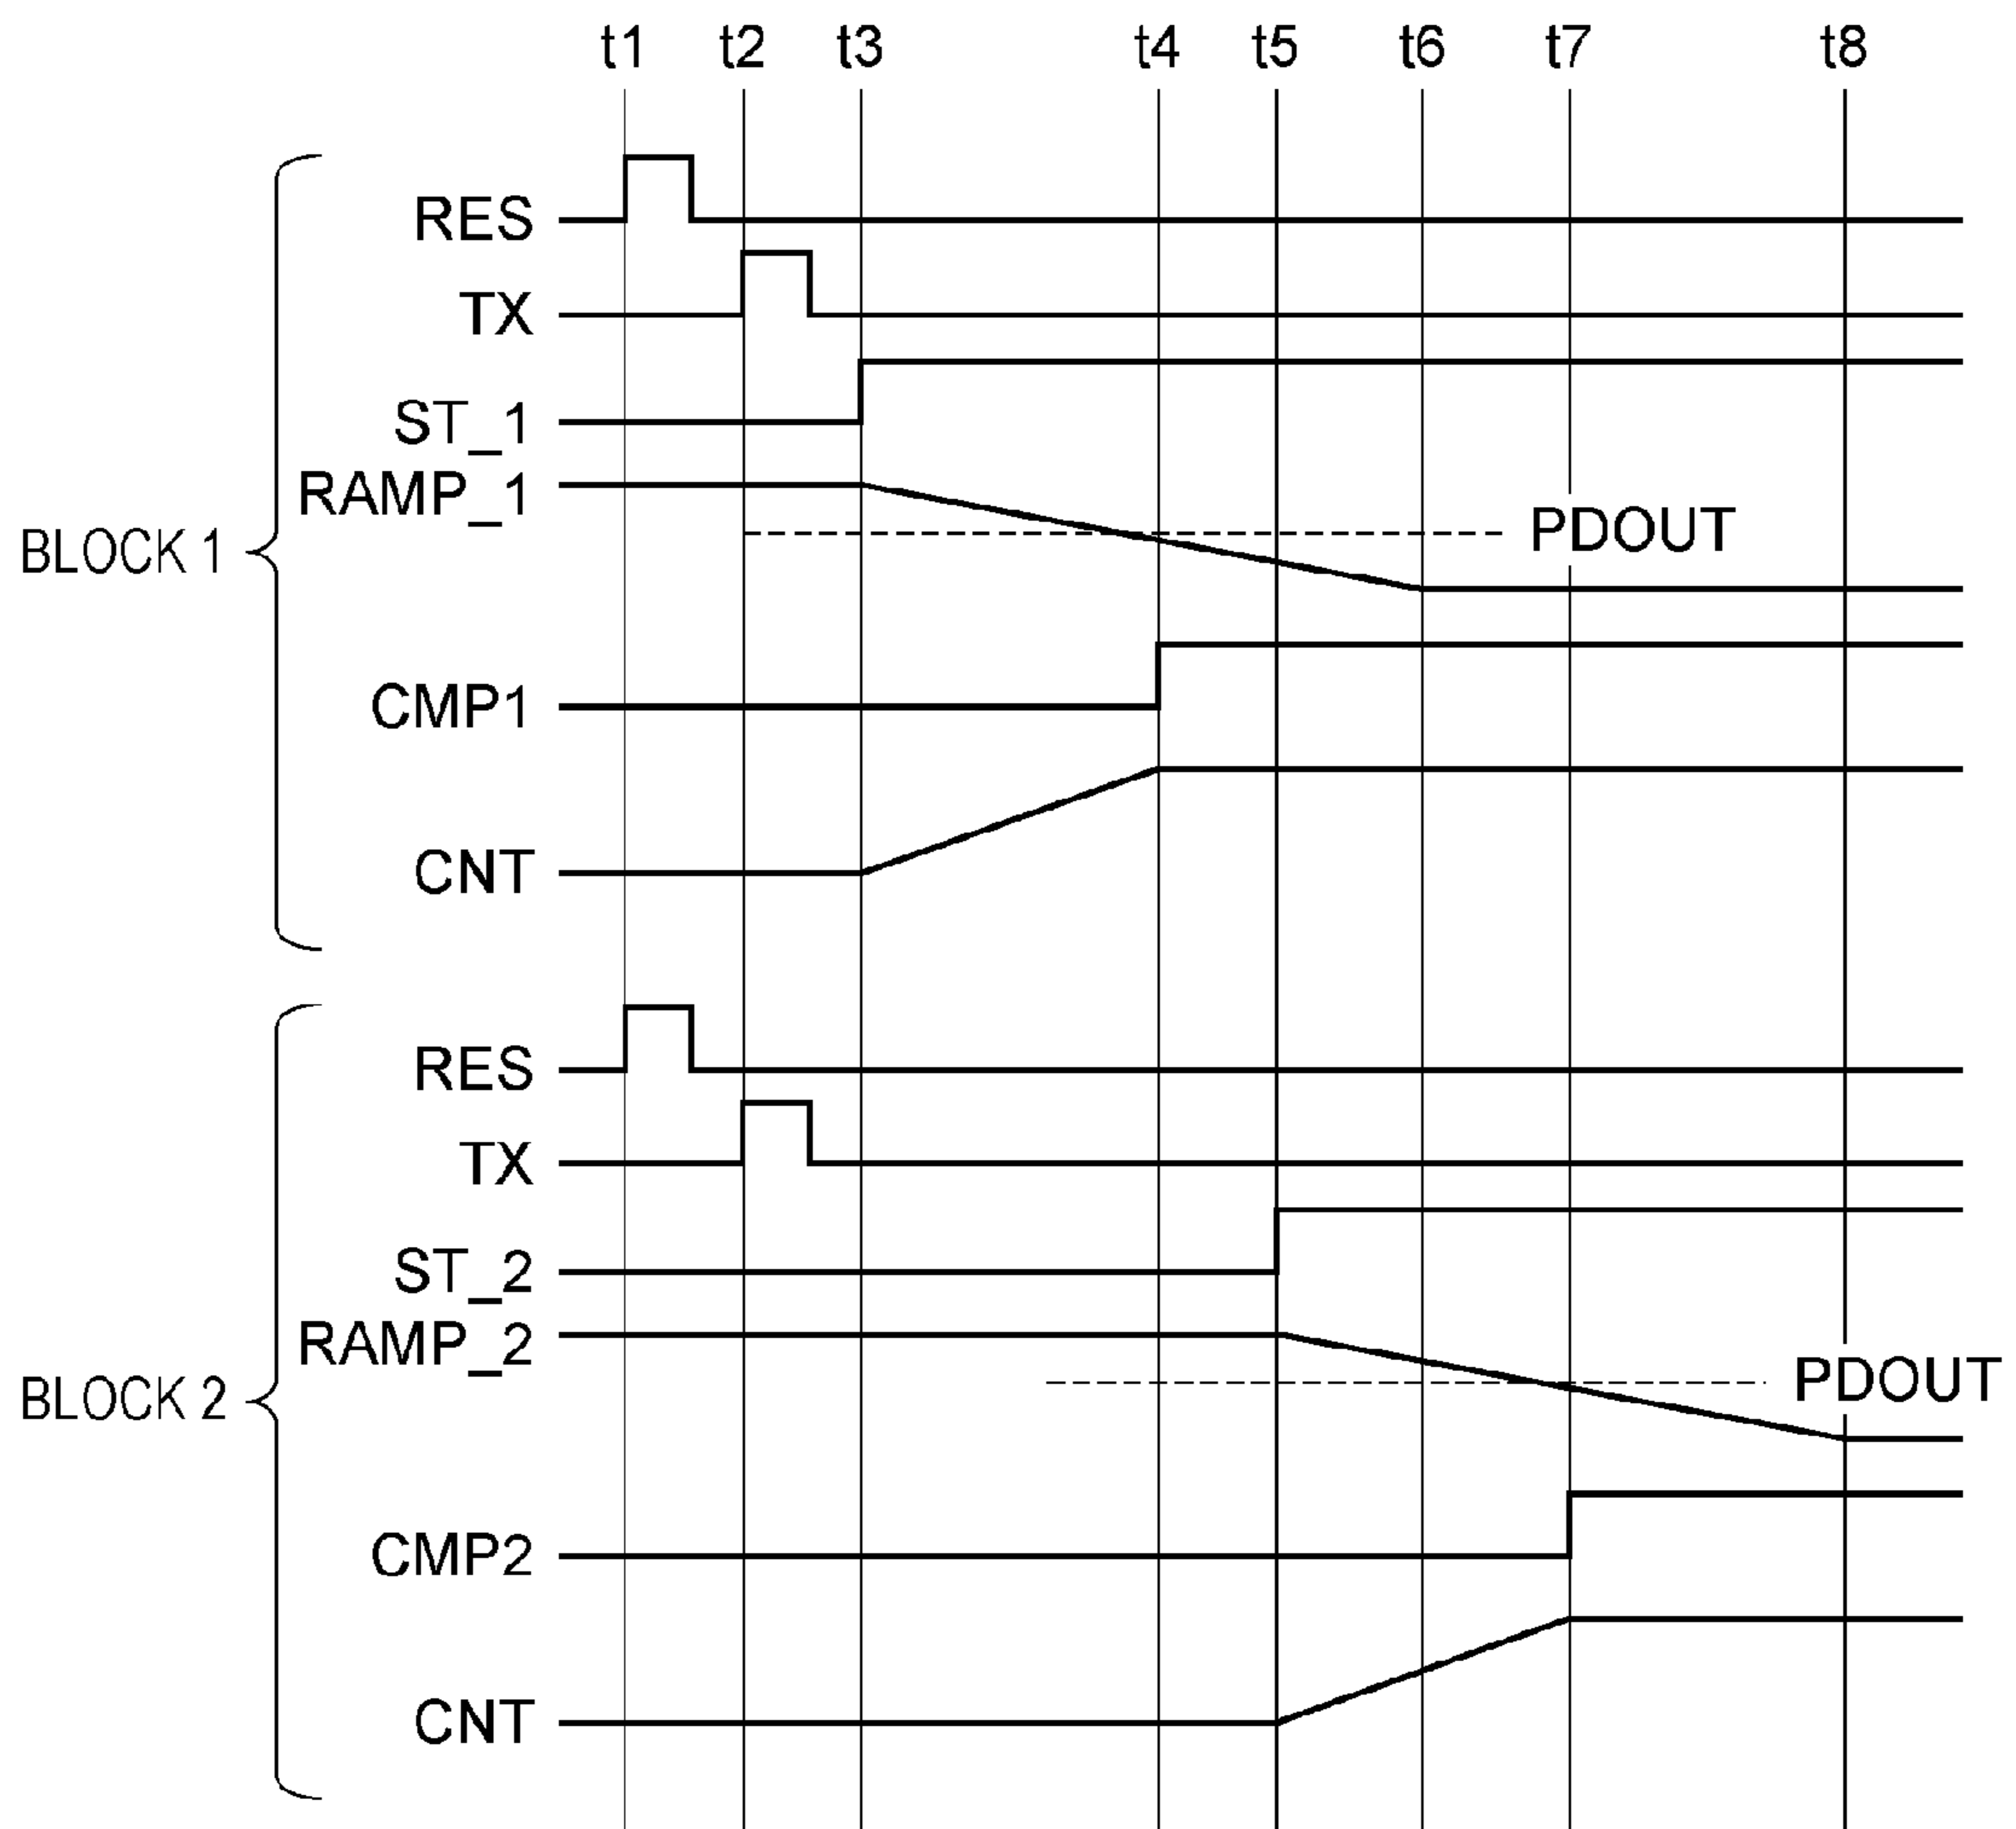 t1 t2 t3 t4 t5 t6 t7 t8
BLOCK 1
RES
TX
ST_1
RAMP_1
PDOUT
CMP1
CNT
BLOCK 2
RES
TX
ST_2
RAMP_2
PDOUT
CMP2
CNT